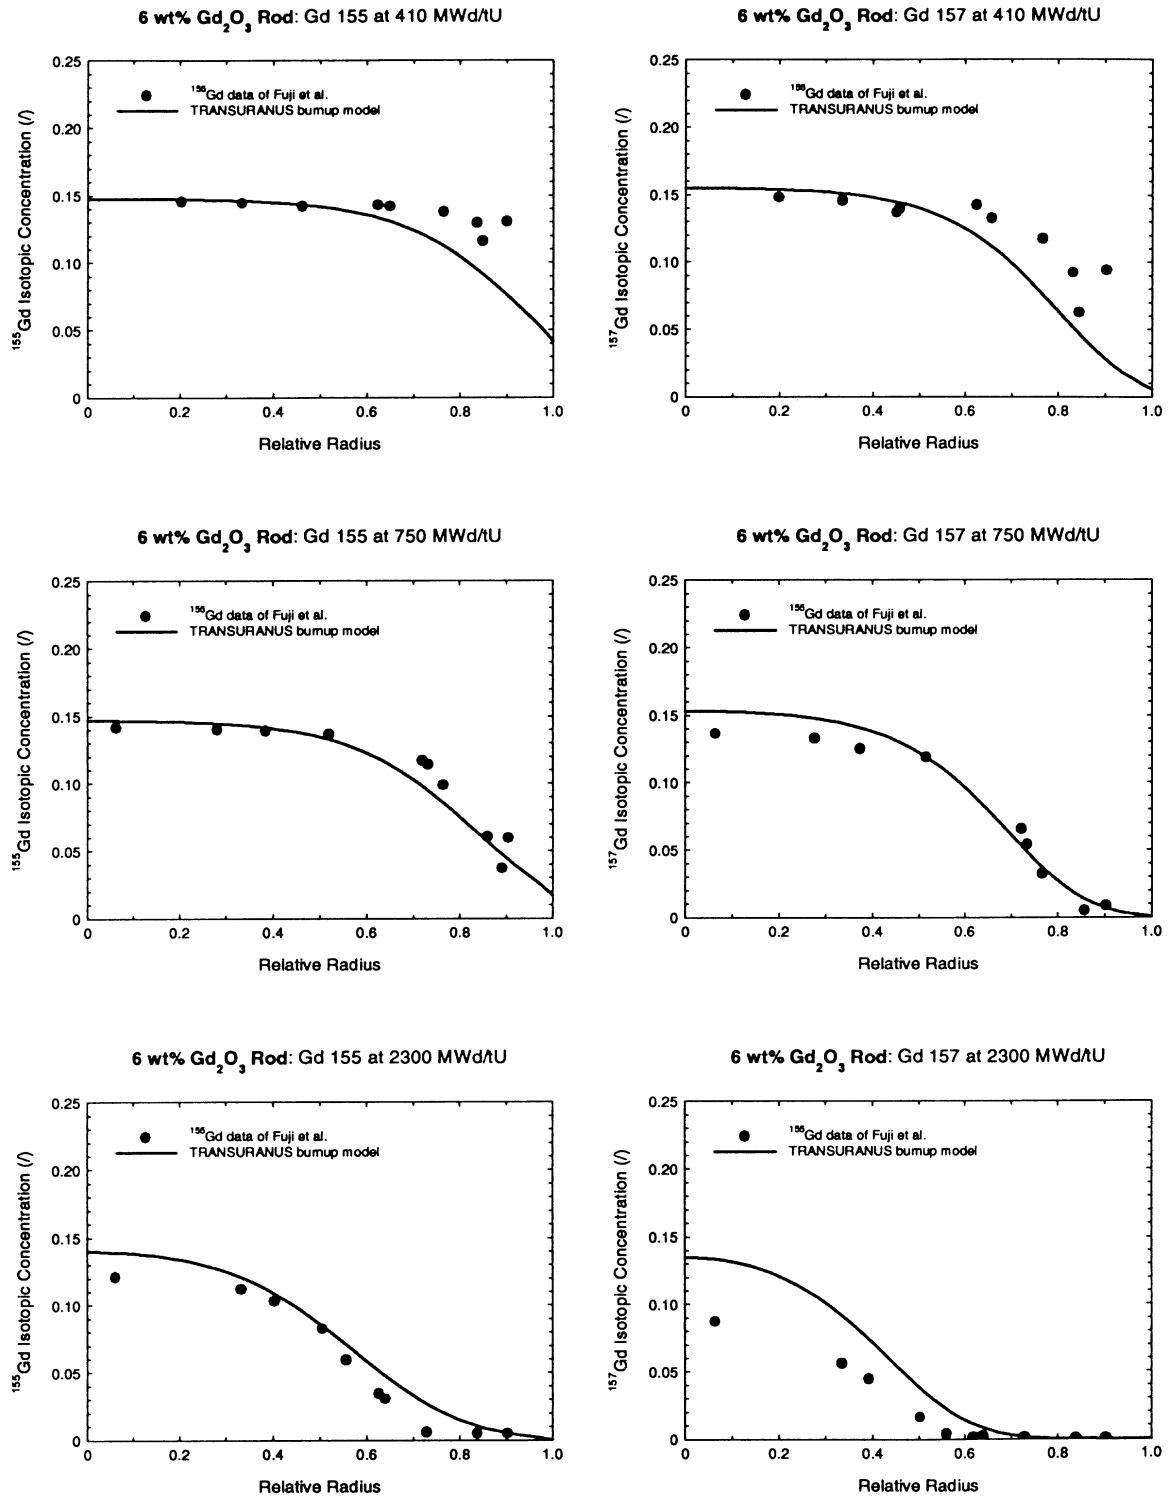 6 wt% Gd₂O₃ Rod: Gd 155 at 410 MWd/tU
0.25
0.20
0.15
0.10
0.05
0
¹⁵⁵Gd Isotopic Concentration (/)
¹⁵⁵Gd data of Fuji et al.
TRANSURANUS burnup model
0 0.2 0.4 0.6 0.8 1.0
Relative Radius
6 wt% Gd₂O₃ Rod: Gd 157 at 410 MWd/tU
0.25
0.20
0.15
0.10
0.05
0
¹⁵⁷Gd Isotopic Concentration (/)
¹⁵⁵Gd data of Fuji et al.
TRANSURANUS burnup model
0 0.2 0.4 0.6 0.8 1.0
Relative Radius
6 wt% Gd₂O₃ Rod: Gd 155 at 750 MWd/tU
0.25
0.20
0.15
0.10
0.05
0
¹⁵⁵Gd Isotopic Concentration (/)
¹⁵⁵Gd data of Fuji et al.
TRANSURANUS burnup model
0 0.2 0.4 0.6 0.8 1.0
Relative Radius
6 wt% Gd₂O₃ Rod: Gd 157 at 750 MWd/tU
0.25
0.20
0.15
0.10
0.05
0
¹⁵⁷Gd Isotopic Concentration (/)
¹⁵⁵Gd data of Fuji et al.
TRANSURANUS burnup model
0 0.2 0.4 0.6 0.8 1.0
Relative Radius
6 wt% Gd₂O₃ Rod: Gd 155 at 2300 MWd/tU
0.25
0.20
0.15
0.10
0.05
0
¹⁵⁵Gd Isotopic Concentration (/)
¹⁵⁵Gd data of Fuji et al.
TRANSURANUS burnup model
0 0.2 0.4 0.6 0.8 1.0
Relative Radius
6 wt% Gd₂O₃ Rod: Gd 157 at 2300 MWd/tU
0.25
0.20
0.15
0.10
0.05
0
¹⁵⁷Gd Isotopic Concentration (/)
¹⁵⁵Gd data of Fuji et al.
TRANSURANUS burnup model
0 0.2 0.4 0.6 0.8 1.0
Relative Radius